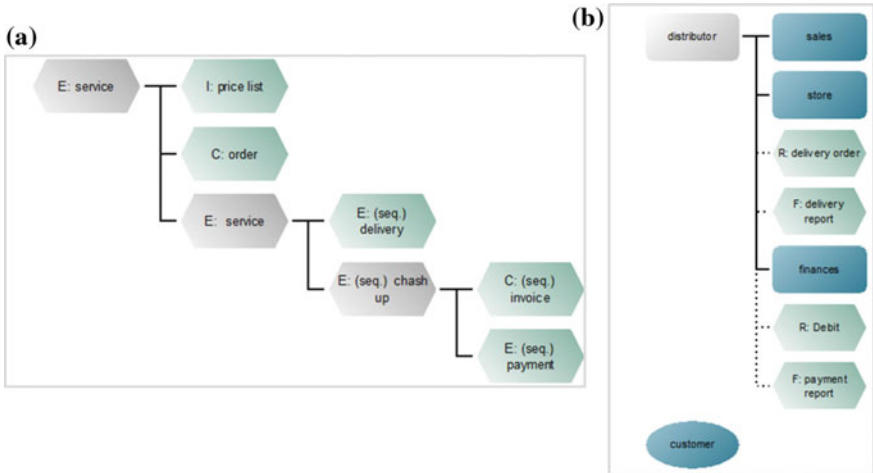 (a)
E: service
I: price list
C: order
E: service
E: (seq.)
delivery
E: (seq.) chash
up
C: (seq.)
invoice
E: (seq.)
payment
(b)
distributor
sales
store
R: delivery order
F: delivery
report
finances
R: Debit
F: payment
report
customer